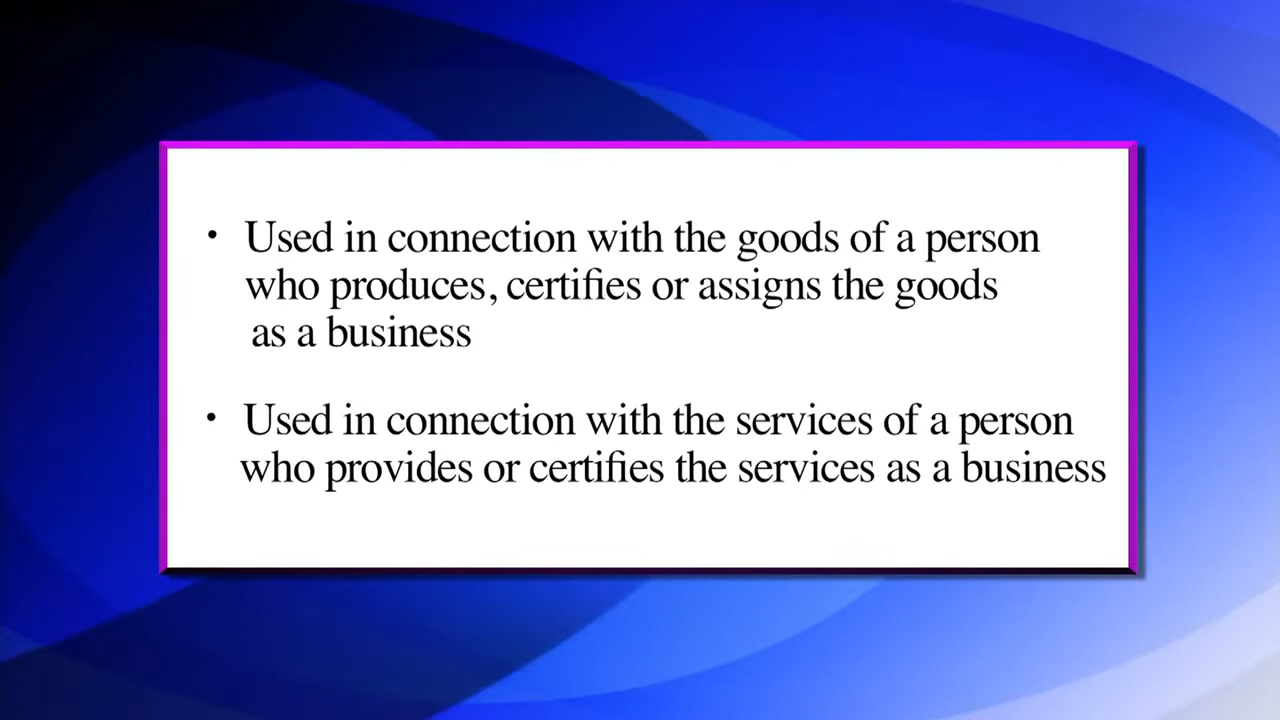 • Used in connection with the goods of a person
who produces, certifies or assigns the goods
as a business
• Used in connection with the services of a person
who provides or certifies the services as a business